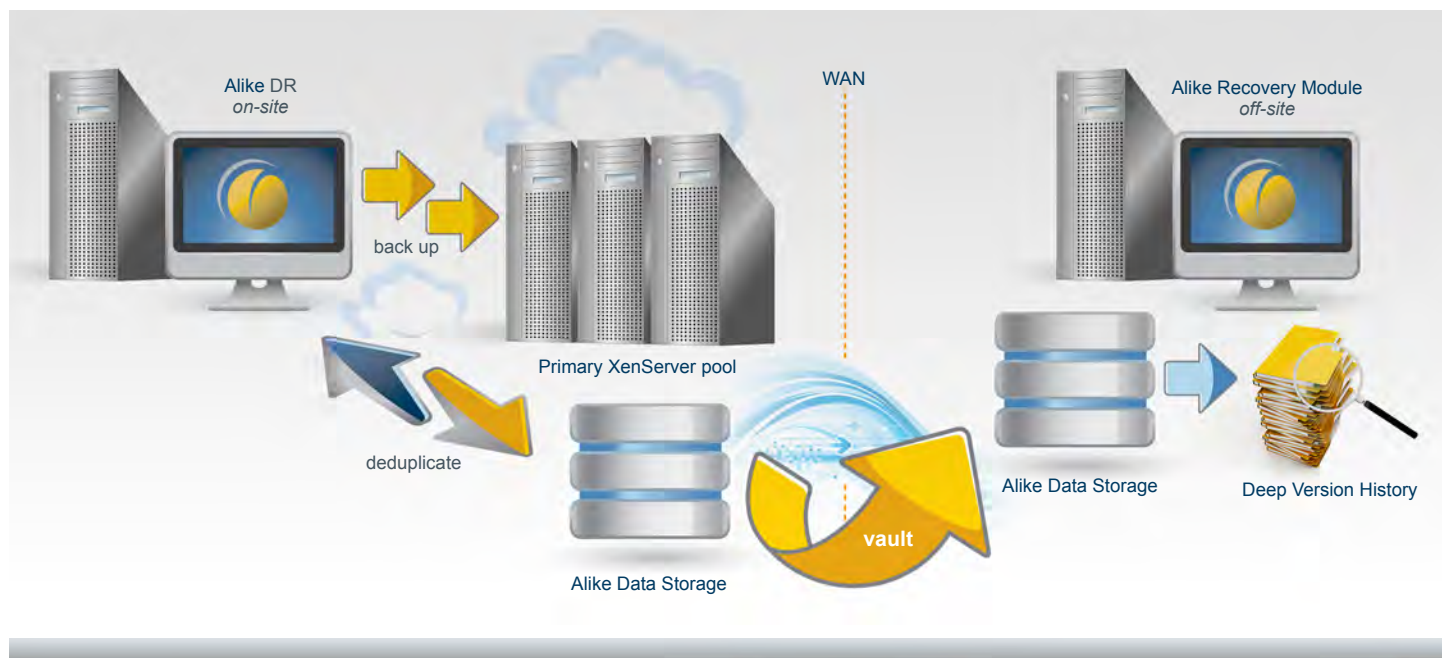 Alike DR
on-site
back up
Primary XenServer pool
deduplicate
Alike Data Storage
WAN
vault
Alike Recovery Module
off-site
Alike Data Storage
Deep Version History